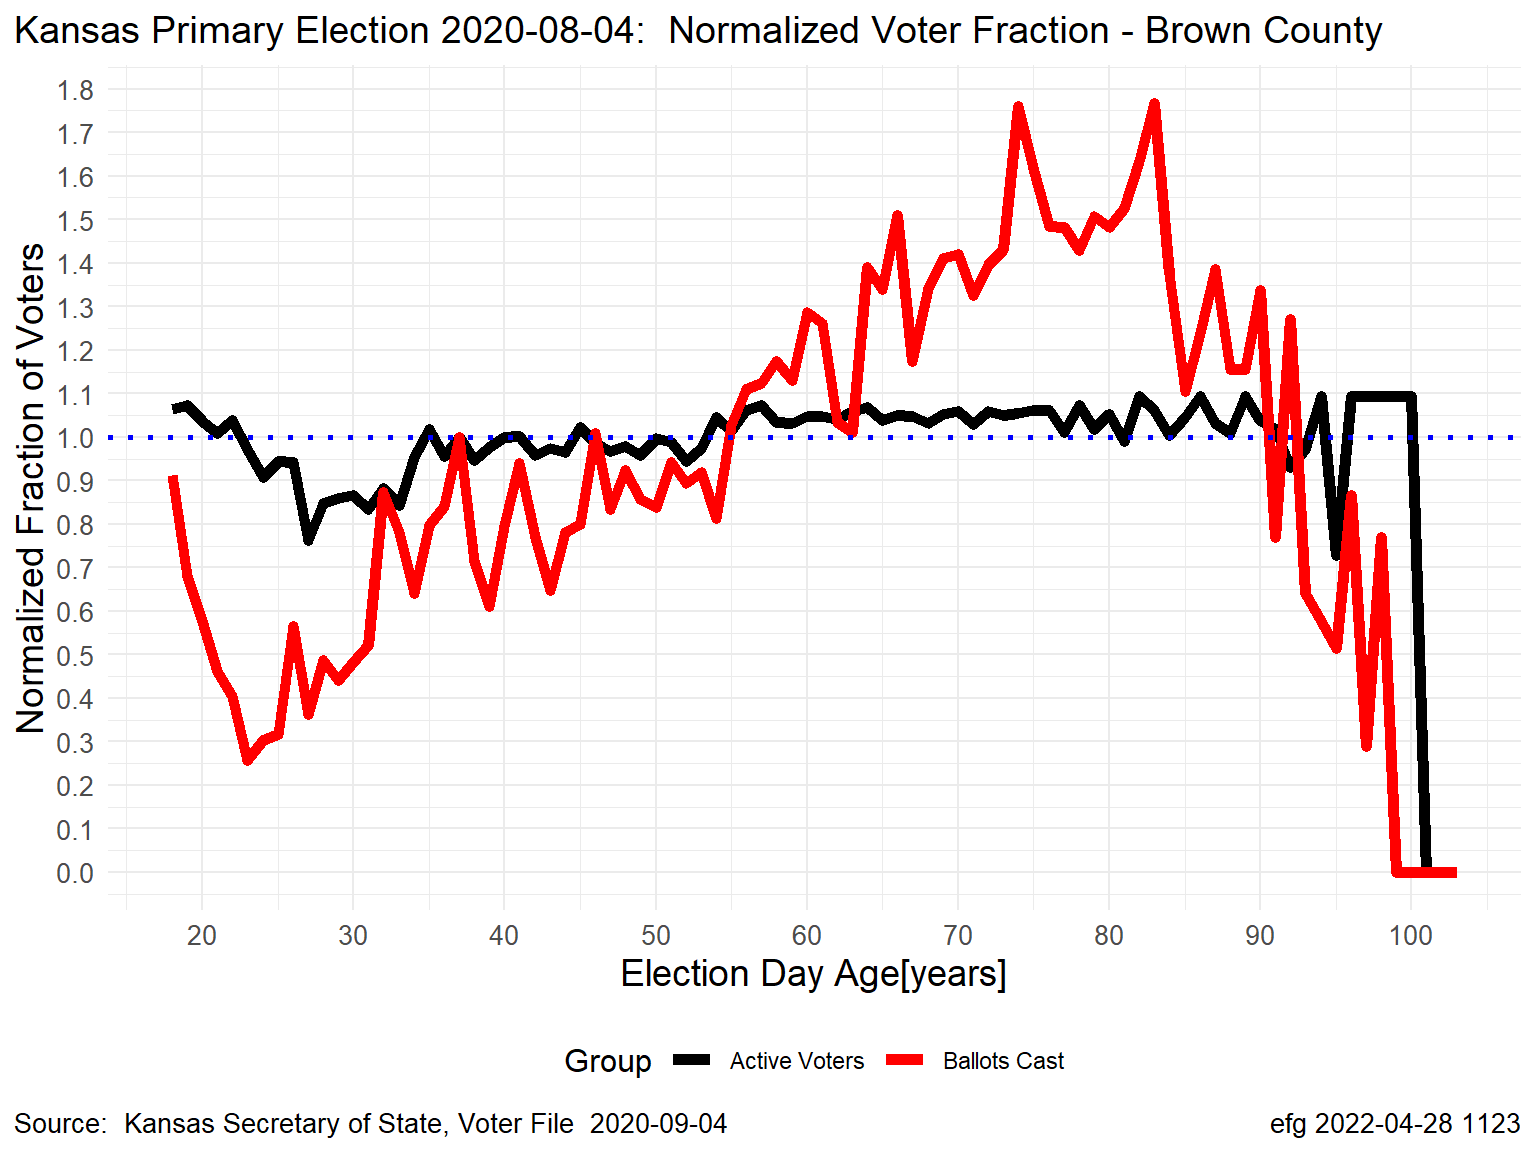 Kansas Primary Election 2020-08-04:  Normalized Voter Fraction - Brown County
Normalized Fraction of Voters
1.8
1.7
1.6
1.5
1.4
1.3
1.2
1.1
1.0
0.9
0.8
0.7
0.6
0.5
0.4
0.3
0.2
0.1
0.0
20 30 40 50 60 70 80 90 100
Election Day Age[years]
Group Active Voters Ballots Cast
Source:  Kansas Secretary of State, Voter File  2020-09-04
efg 2022-04-28 1123